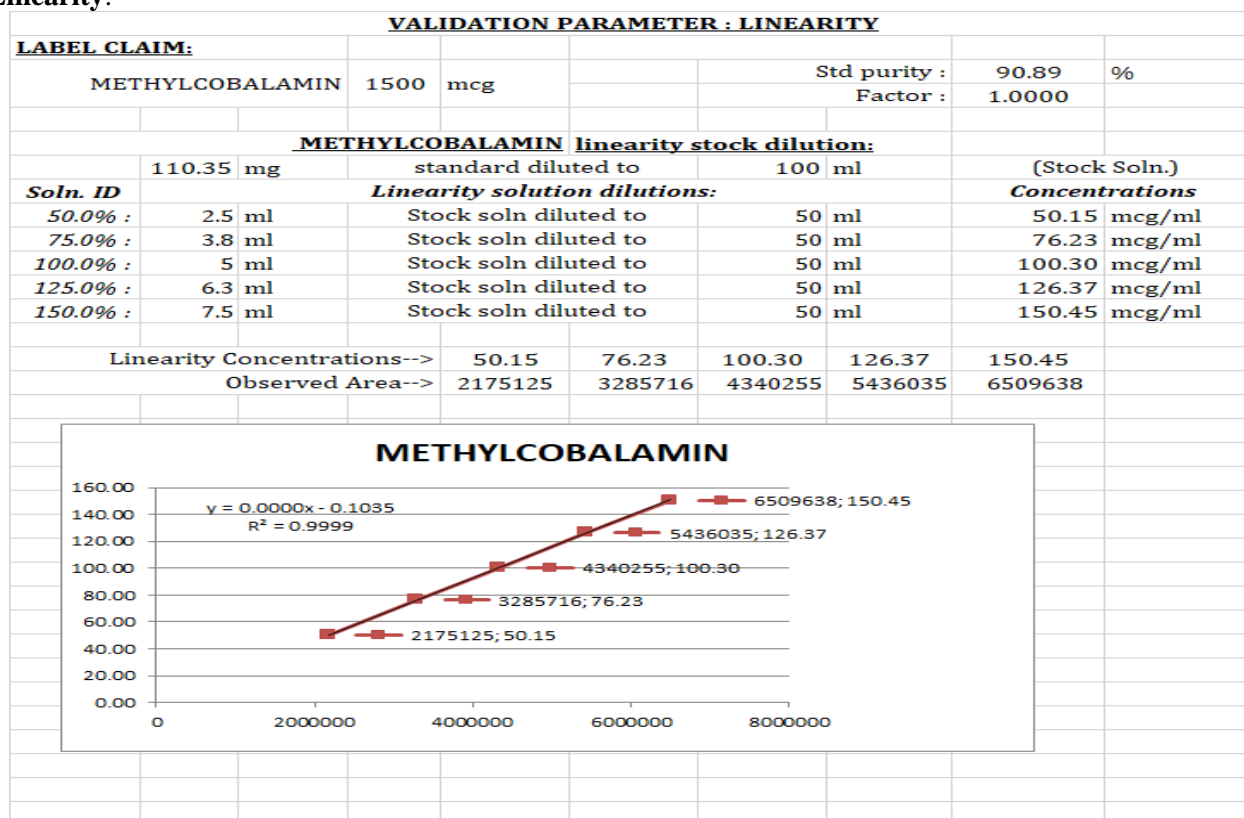 Linearity:
VALIDATION PARAMETER : LINEARITY
LABEL CLAIM:
METHYLCOBALAMIN 1500 mcg Std purity : 90.89 %
Factor : 1.0000
METHYLCOBALAMIN linearity stock dilution:
110.35 mg standard diluted to 100 ml (Stock Soln.)
Soln. ID Linearity solution dilutions: Concentrations
50.0% : 2.5 ml Stock soln diluted to 50 ml 50.15 mcg/ml
75.0% : 3.8 ml Stock soln diluted to 50 ml 76.23 mcg/ml
100.0% : 5 ml Stock soln diluted to 50 ml 100.30 mcg/ml
125.0% : 6.3 ml Stock soln diluted to 50 ml 126.37 mcg/ml
150.0% : 7.5 ml Stock soln diluted to 50 ml 150.45 mcg/ml
Linearity Concentrations--> 50.15 76.23 100.30 126.37 150.45
Observed Area--> 2175125 3285716 4340255 5436035 6509638
METHYLCOBALAMIN
160.00
140.00
120.00
100.00
80.00
60.00
40.00
20.00
0.00
y = 0.0000x - 0.1035
R² = 0.9999
6509638; 150.45
5436035; 126.37
4340255; 100.30
3285716; 76.23
2175125; 50.15
0 2000000 4000000 6000000 8000000